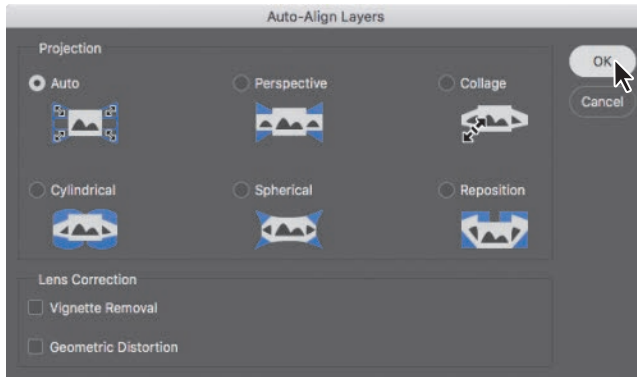 Auto-Align Layers
Projection
Auto
Perspective
Collage
OK
Cancel
Cylindrical
Spherical
Reposition
Lens Correction
Vignette Removal
Geometric Distortion